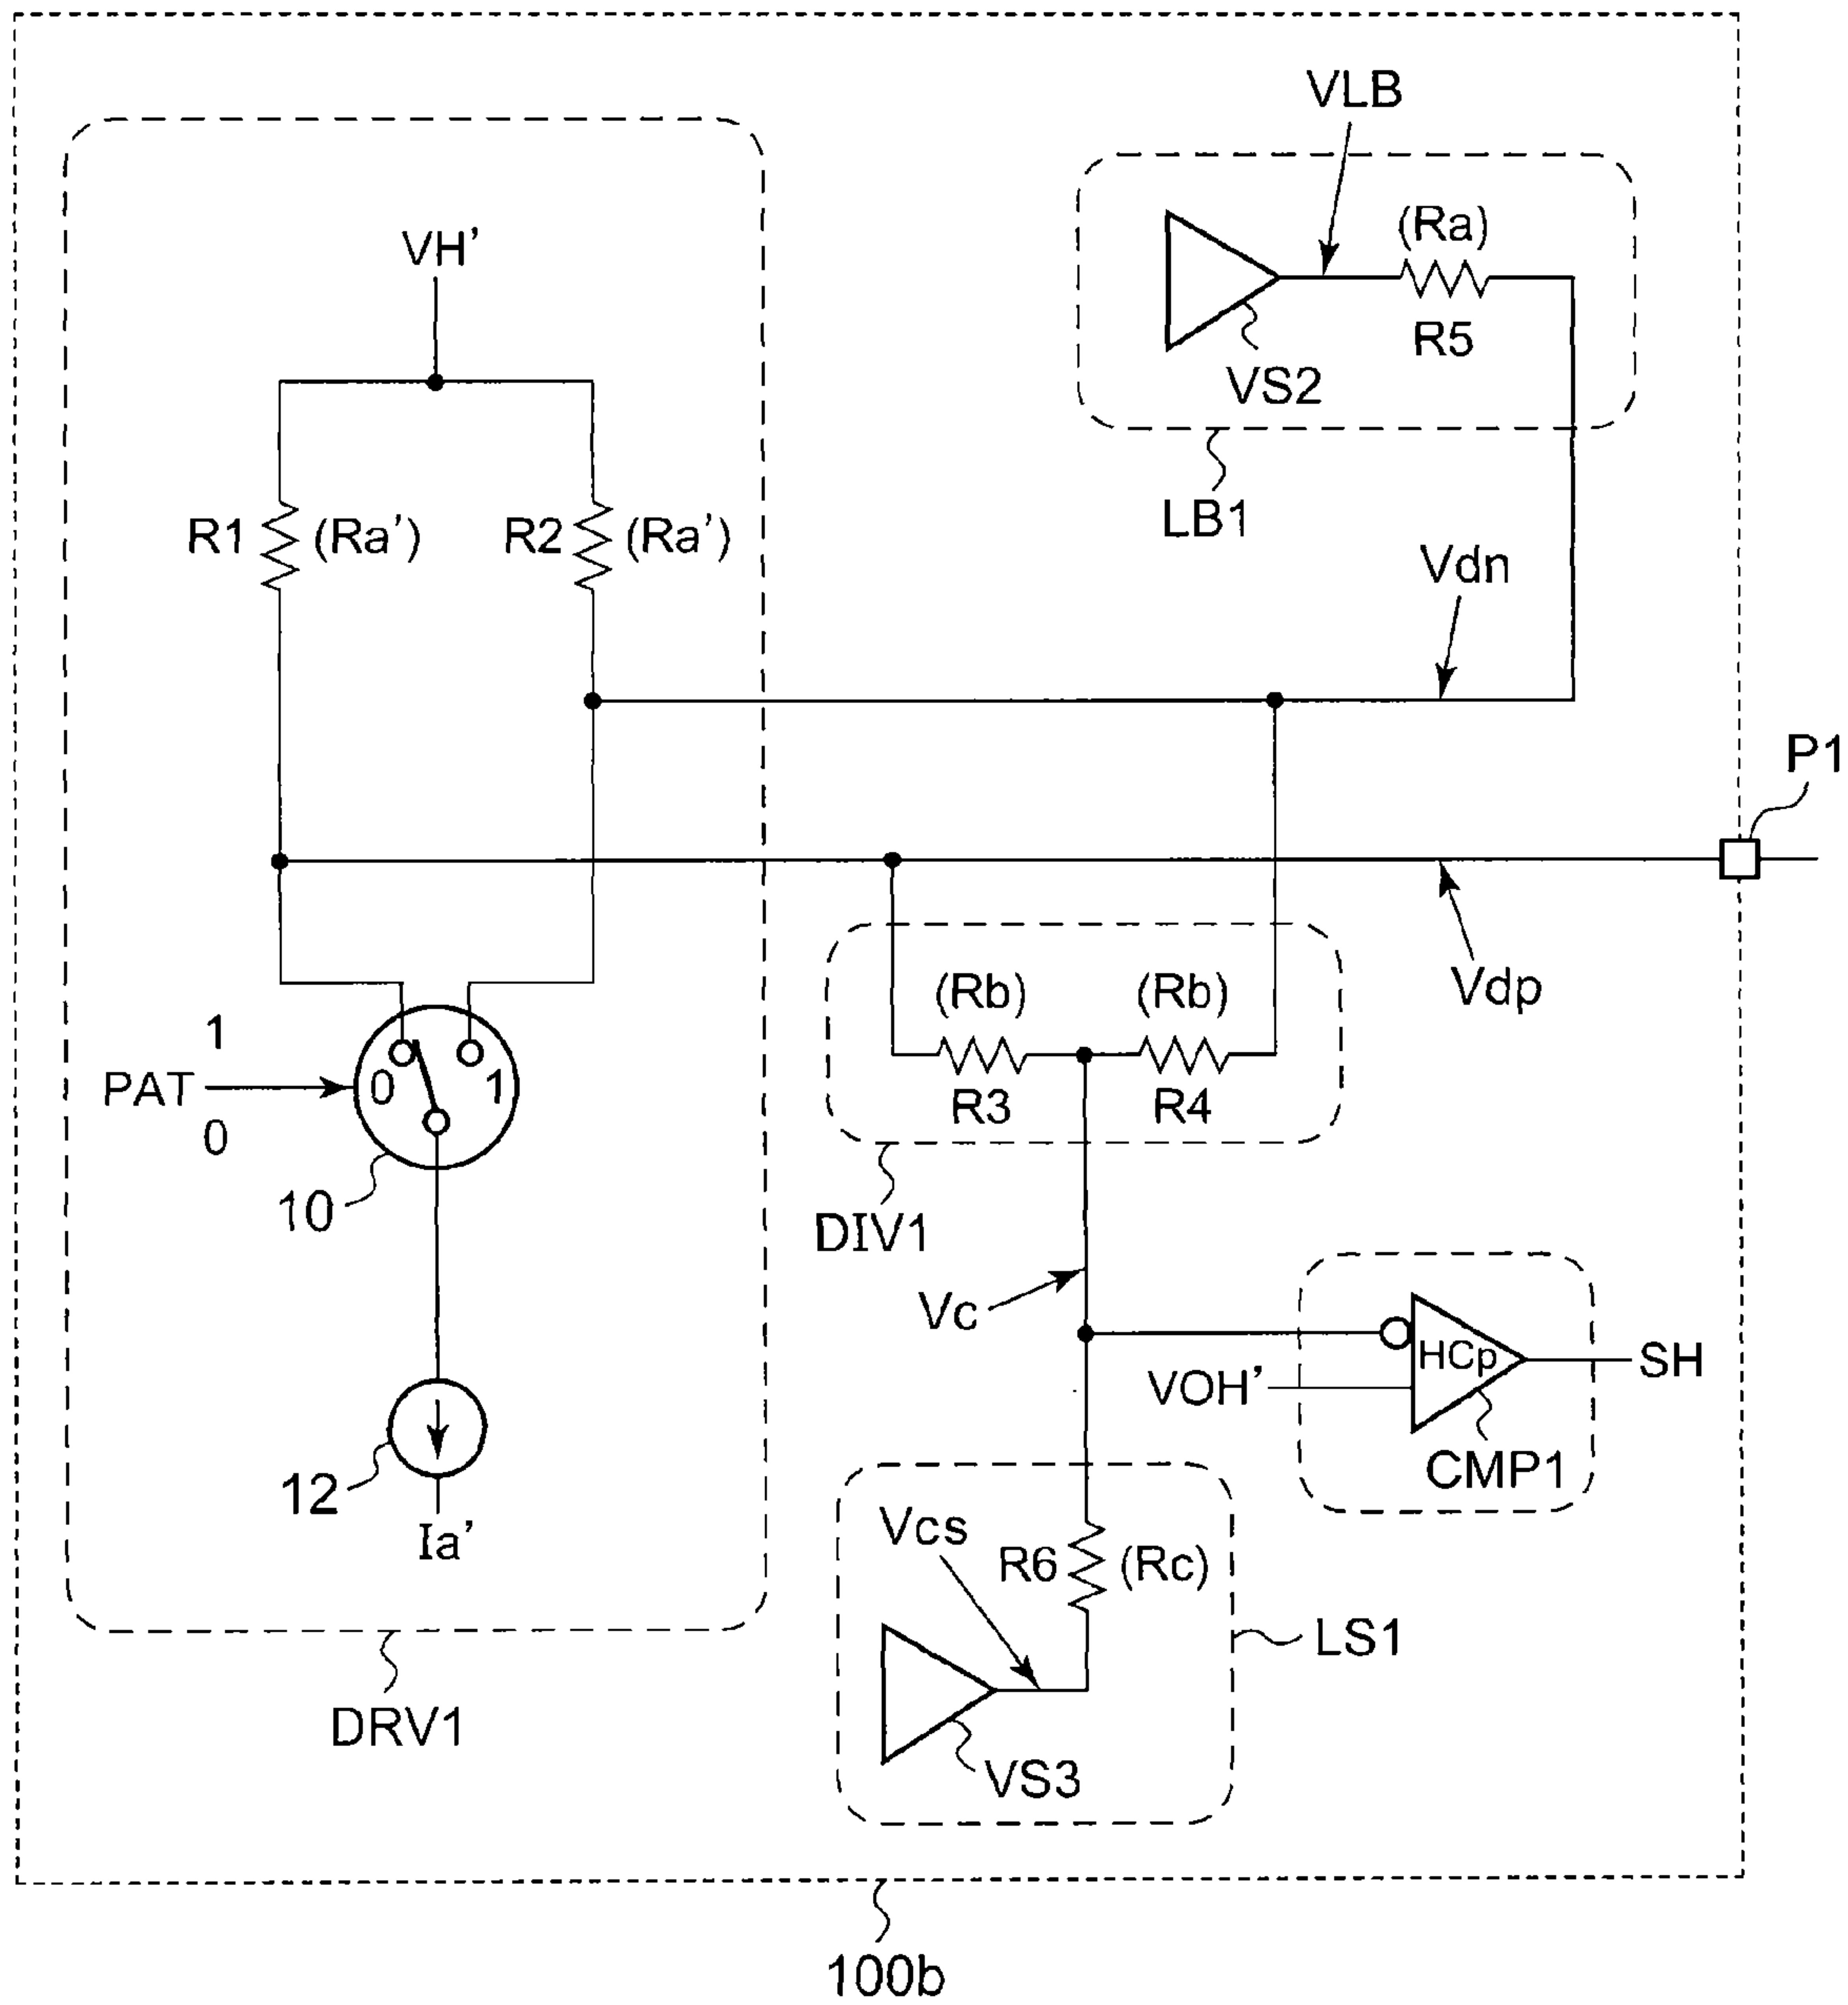 VLB
(Ra)
VH’
R5
VS2
LB1
R1 (Ra’) R2 (Ra’)
Vdn
P1
Vdp
(Rb) (Rb)
1
PAT 0 1
0
R3 R4
10
DIV1
Vc
HCp
SH
VOH’
CMP1
12
Ia’
Vcs
R6 (Rc)
LS1
DRV1
VS3
100b